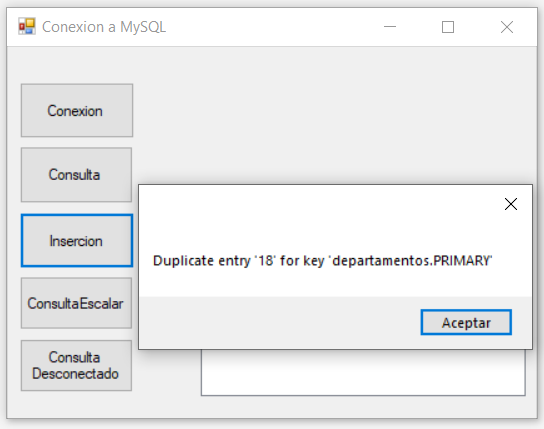 Conexion a MySQL
Conexion
Consulta
Insercion
Duplicate entry '18' for key 'departamentos.PRIMARY'
ConsultaEscalar
Aceptar
Consulta
Desconectado